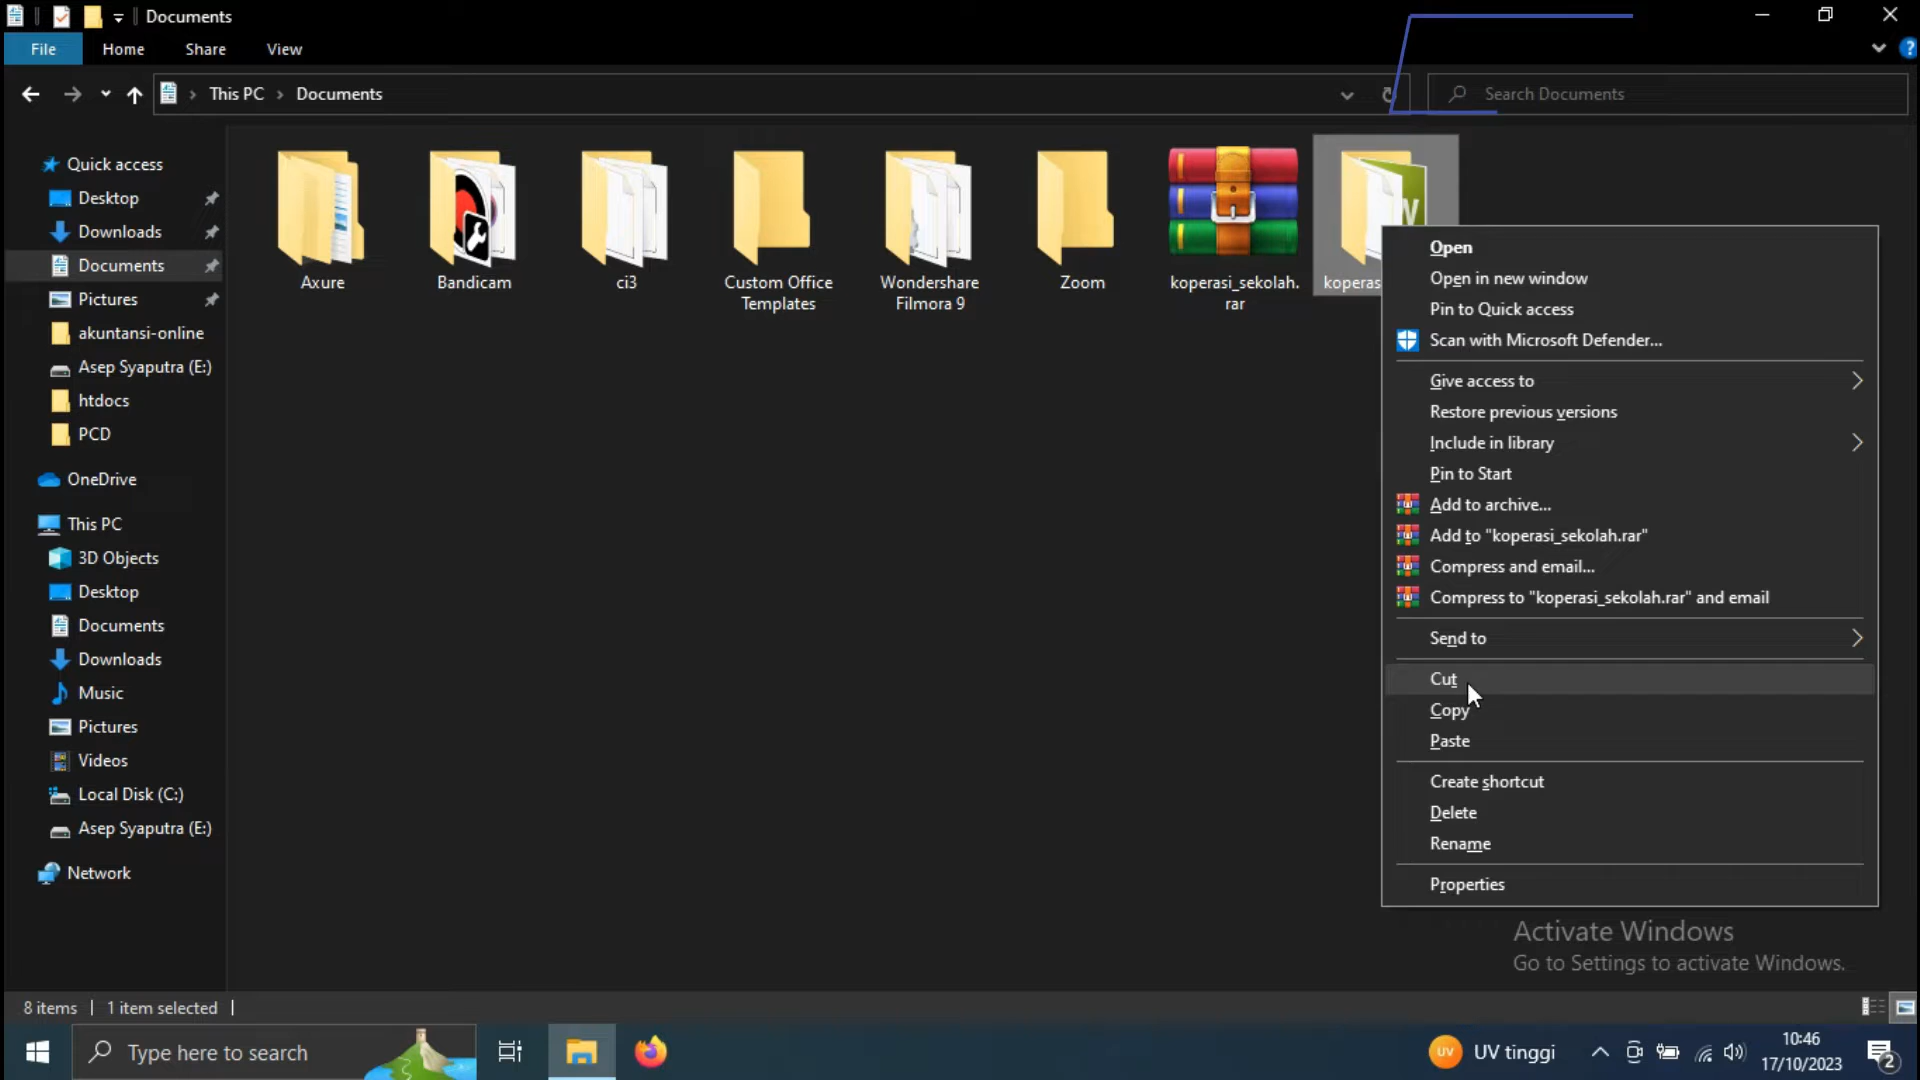 Documents
File Home Share View
This PC > Documents
Search Documents
Quick access
Desktop
Downloads
Documents
Pictures
akuntansi-online
Asep Syaputra (E:)
htdocs
PCD
OneDrive
This PC
3D Objects
Desktop
Documents
Downloads
Music
Pictures
Videos
Local Disk (C:)
Asep Syaputra (E:)
Network
Axure
Bandicam
ci3
Custom Office
Templates
Wondershare
Filmora 9
Zoom
koperasi_sekolah.
rar
koperas
Open
Open in new window
Pin to Quick access
Scan with Microsoft Defender...
Give access to
Restore previous versions
Include in library
Pin to Start
Add to archive...
Add to "koperasi_sekolah.rar"
Compress and email...
Compress to "koperasi_sekolah.rar" and email
Send to
Cut
Copy
Paste
Create shortcut
Delete
Rename
Properties
Activate Windows
Go to Settings to activate Windows.
8 items | 1 item selected |
Type here to search
UV UV tinggi
10:46
17/10/2023
2